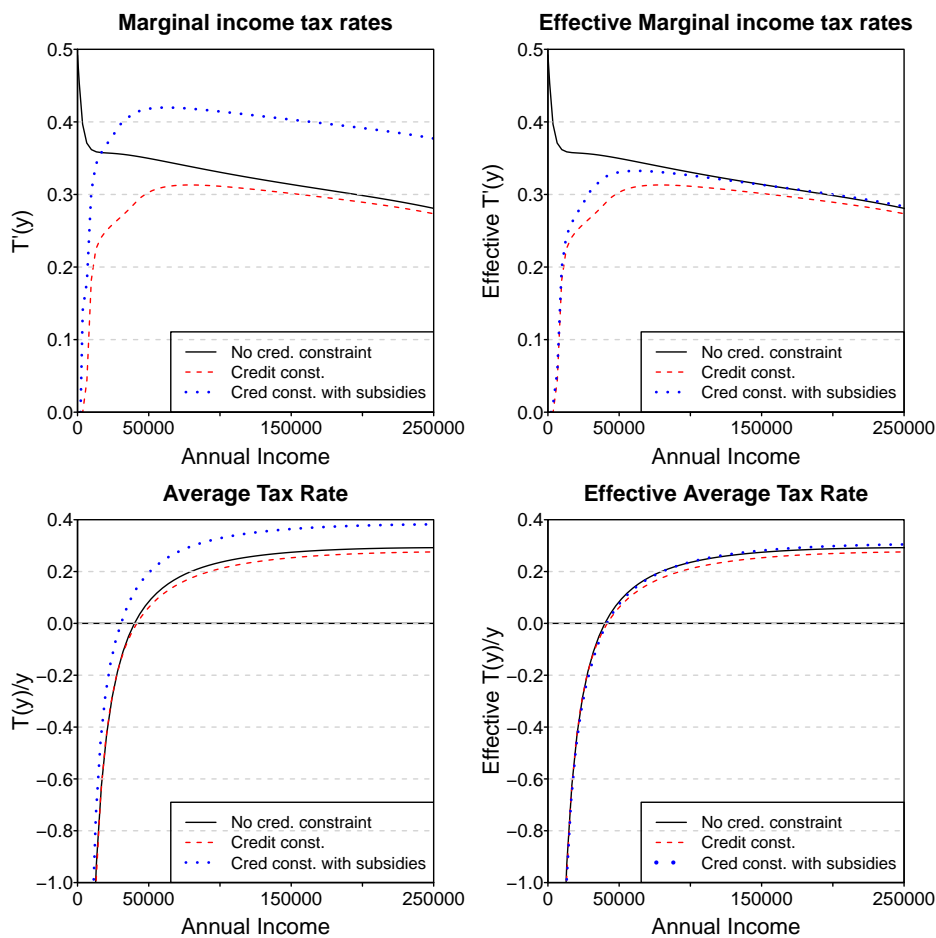 Marginal income tax rates
T'(y)
0.5
0.4
0.3
0.2
0.1
0.0
No cred. constraint
Credit const.
Cred const. with subsidies
0
50000
150000
250000
Annual Income
Effective Marginal income tax rates
Effective T'(y)
0.5
0.4
0.3
0.2
0.1
0.0
No cred. constraint
Credit const.
Cred const. with subsidies
0
50000
150000
250000
Annual Income
Average Tax Rate
T(y)/y
0.4
0.2
0.0
−0.2
−0.4
−0.6
−0.8
−1.0
No cred. constraint
Credit const.
Cred const. with subsidies
0
50000
150000
250000
Annual Income
Effective Average Tax Rate
Effective T(y)/y
0.4
0.2
0.0
−0.2
−0.4
−0.6
−0.8
−1.0
No cred. constraint
Credit const.
Cred const. with subsidies
0
50000
150000
250000
Annual Income